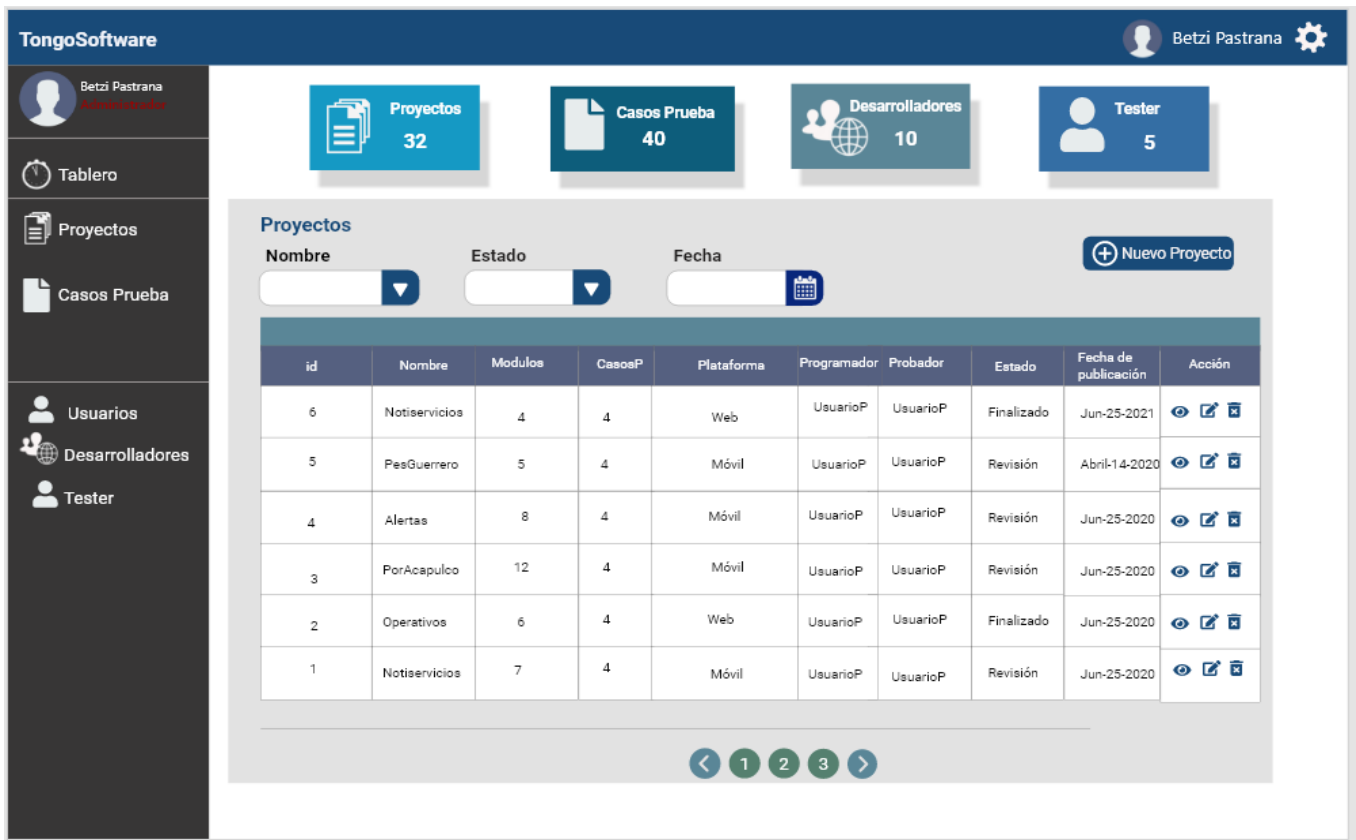 TongoSoftware
Betzi Pastrana
Betzi Pastrana
Administrador
Tablero
Proyectos
Casos Prueba
Usuarios
Desarrolladores
Tester
Proyectos
32
Casos Prueba
40
Desarrolladores
10
Tester
5
Proyectos
Nombre Estado Fecha
Nuevo Proyecto
id Nombre Modulos CasosP Plataforma Programador Probador Estado Fecha de publicación Acción
6 Notiservicios 4 4 Web UsuarioP UsuarioP Finalizado Jun-25-2021
5 PesGuerrero 5 4 Móvil UsuarioP UsuarioP Revisión Abril-14-2020
4 Alertas 8 4 Móvil UsuarioP UsuarioP Revisión Jun-25-2020
3 PorAcapulco 12 4 Móvil UsuarioP UsuarioP Revisión Jun-25-2020
2 Operativos 6 4 Web UsuarioP UsuarioP Finalizado Jun-25-2020
1 Notiservicios 7 4 Móvil UsuarioP UsuarioP Revisión Jun-25-2020
1 2 3